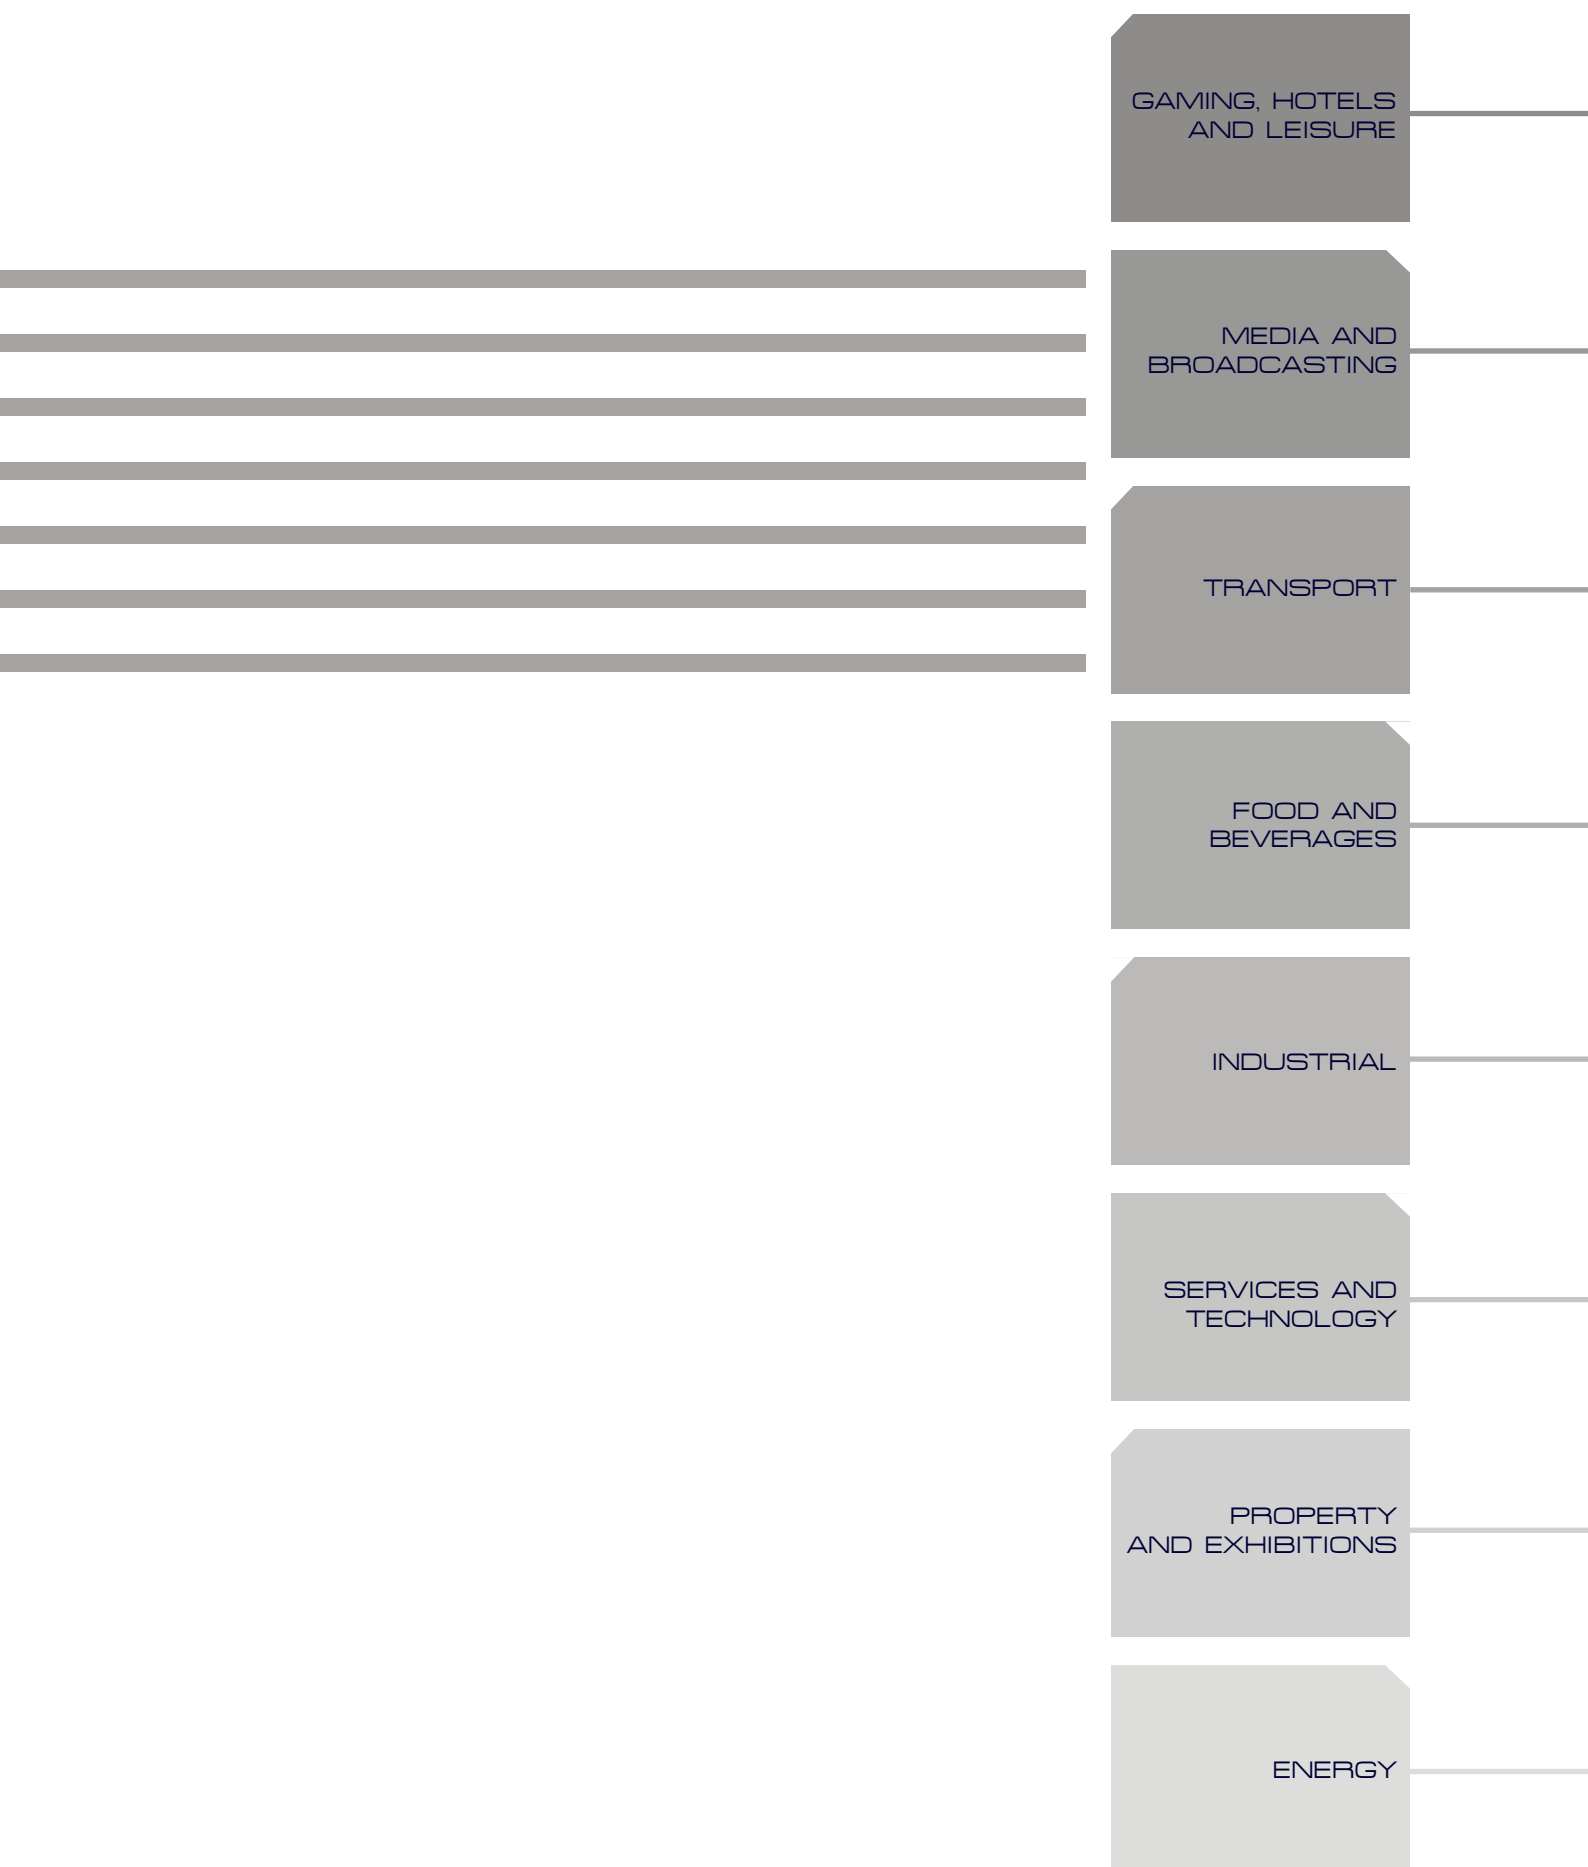 GAMING, HOTELS
AND LEISURE
MEDIA AND
BROADCASTING
TRANSPORT
FOOD AND
BEVERAGES
INDUSTRIAL
SERVICES AND
TECHNOLOGY
PROPERTY
AND EXHIBITIONS
ENERGY